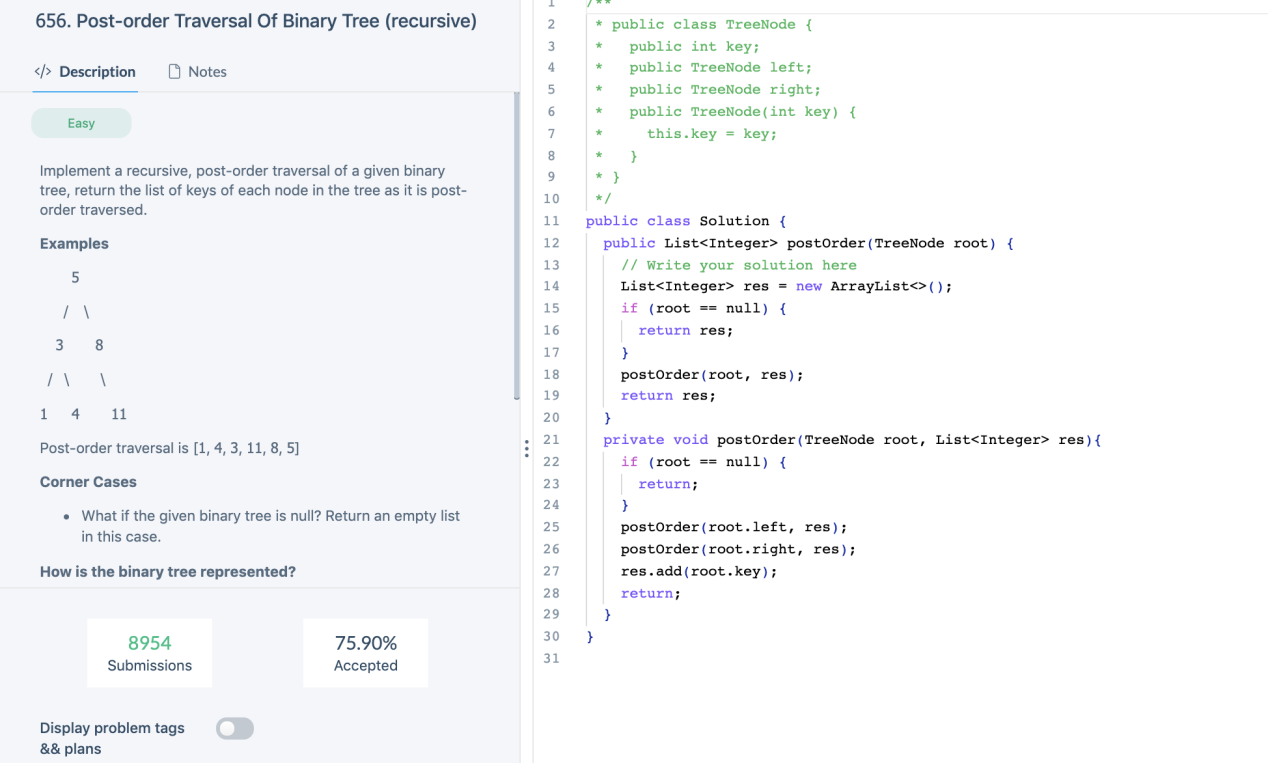 656. Post-order Traversal Of Binary Tree (recursive)
</> Description
Notes
Easy
Implement a recursive, post-order traversal of a given binary
tree, return the list of keys of each node in the tree as it is post-
order traversed.
Examples
5
/ \
3 8
/ \ \
1 4 11
Post-order traversal is [1, 4, 3, 11, 8, 5]
Corner Cases
• What if the given binary tree is null? Return an empty list
in this case.
How is the binary tree represented?
8954
Submissions
75.90%
Accepted
Display problem tags
&& plans
1 /**
2 * public class TreeNode {
3 *   public int key;
4 *   public TreeNode left;
5 *   public TreeNode right;
6 *   public TreeNode(int key) {
7 *     this.key = key;
8 *   }
9 * }
10 */
11 public class Solution {
12   public List<Integer> postOrder(TreeNode root) {
13     // Write your solution here
14     List<Integer> res = new ArrayList<>();
15     if (root == null) {
16       return res;
17     }
18     postOrder(root, res);
19     return res;
20   }
21   private void postOrder(TreeNode root, List<Integer> res){
22     if (root == null) {
23       return;
24     }
25     postOrder(root.left, res);
26     postOrder(root.right, res);
27     res.add(root.key);
28     return;
29   }
30 }
31